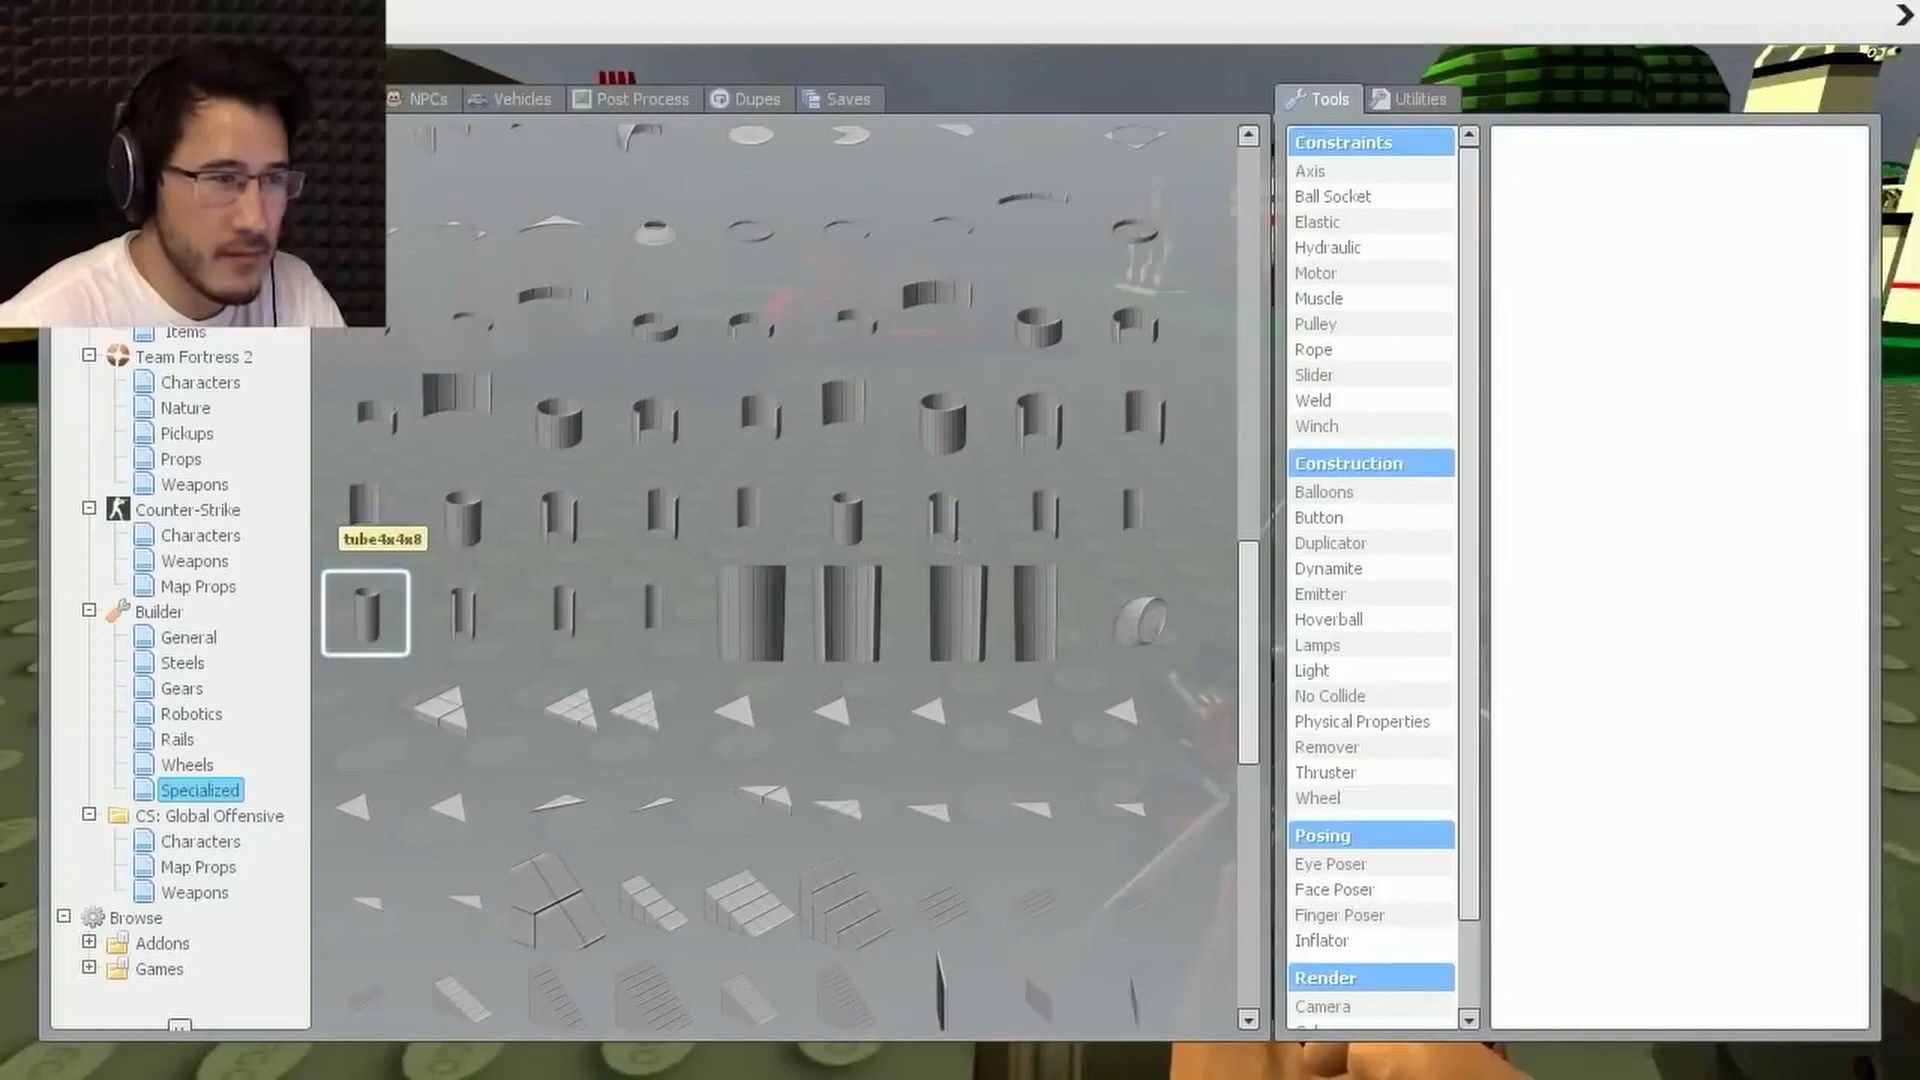 NPCs Vehicles Post Process Dupes Saves
Tools Utilities
Items
Team Fortress 2
Characters
Nature
Pickups
Props
Weapons
Counter-Strike
Characters
Weapons
Map Props
Builder
General
Steels
Gears
Robotics
Rails
Wheels
Specialized
CS: Global Offensive
Characters
Map Props
Weapons
Browse
Addons
Games
tube4x4x8
Constraints
Axis
Ball Socket
Elastic
Hydraulic
Motor
Muscle
Pulley
Rope
Slider
Weld
Winch
Construction
Balloons
Button
Duplicator
Dynamite
Emitter
Hoverball
Lamps
Light
No Collide
Physical Properties
Remover
Thruster
Wheel
Posing
Eye Poser
Face Poser
Finger Poser
Inflator
Render
Camera